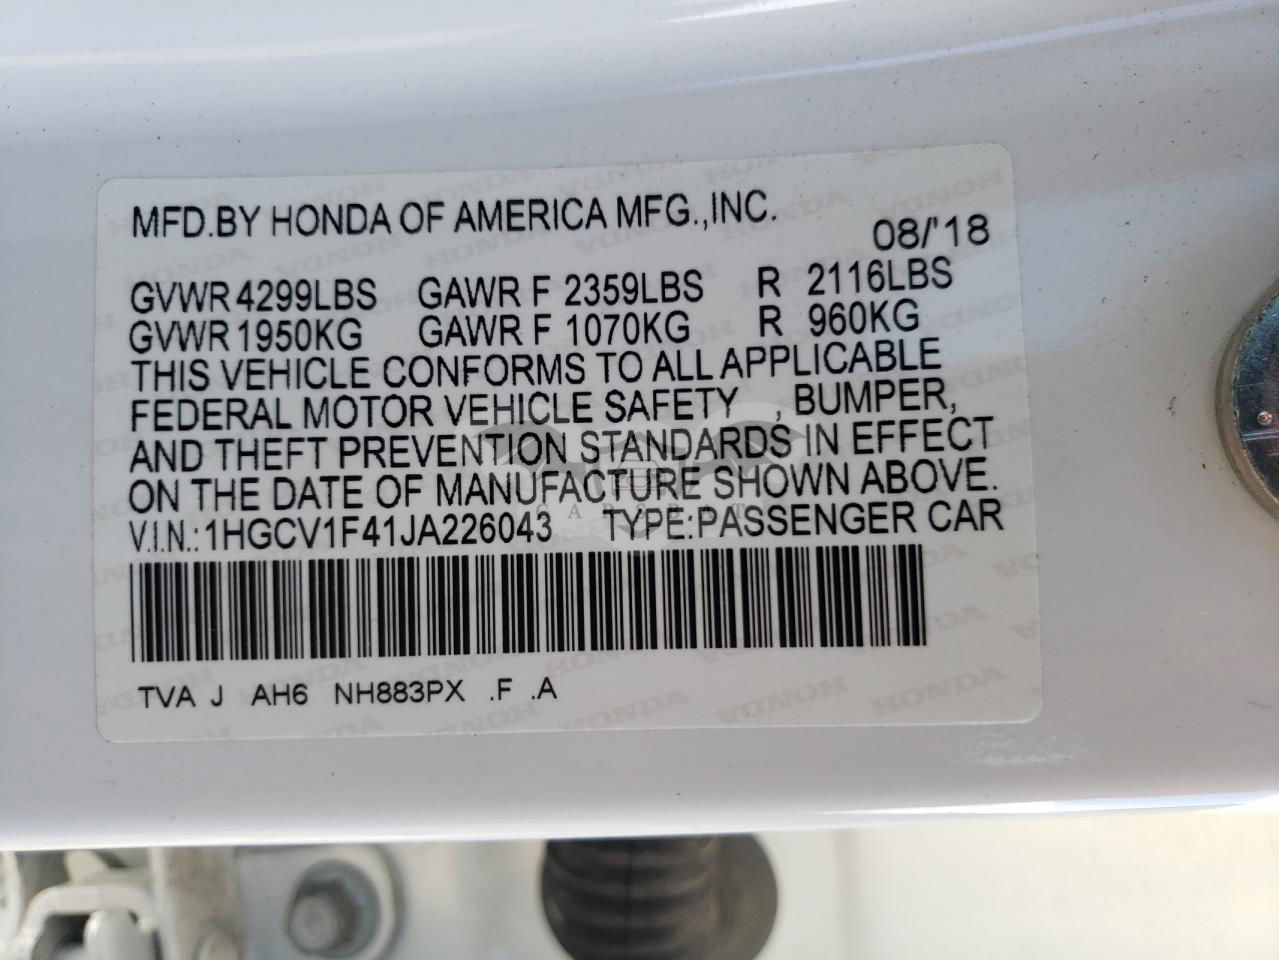 MFD.BY HONDA OF AMERICA MFG.,INC.
08/'18
GVWR 4299LBS GAWR F 2359LBS R 2116LBS
GVWR 1950KG GAWR F 1070KG R 960KG
THIS VEHICLE CONFORMS TO ALL APPLICABLE
FEDERAL MOTOR VEHICLE SAFETY , BUMPER,
AND THEFT PREVENTION STANDARDS IN EFFECT
ON THE DATE OF MANUFACTURE SHOWN ABOVE.
V.I.N.:1HGCV1F41JA226043 TYPE:PASSENGER CAR
TVA J AH6 NH883PX .F .A